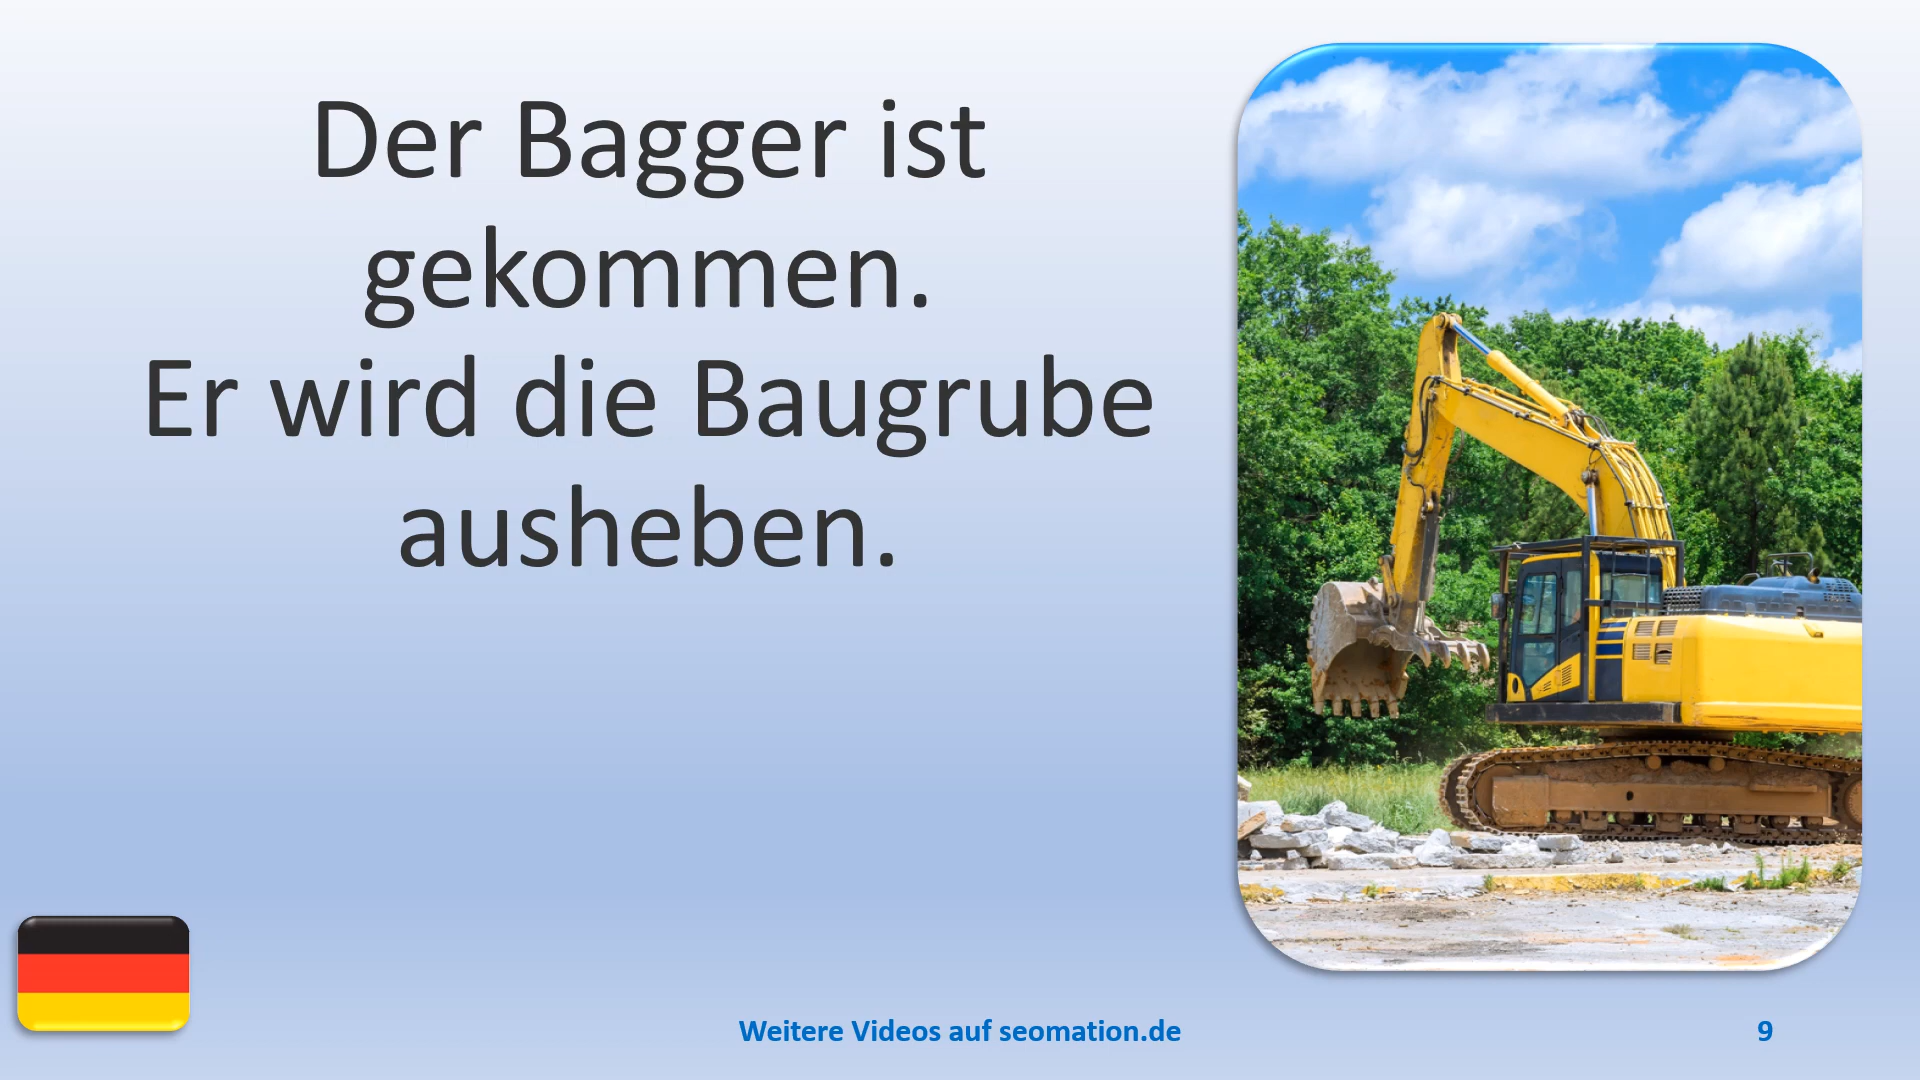 Der Bagger ist
gekommen.
Er wird die Baugrube
ausheben.
Weitere Videos auf seomation.de
9